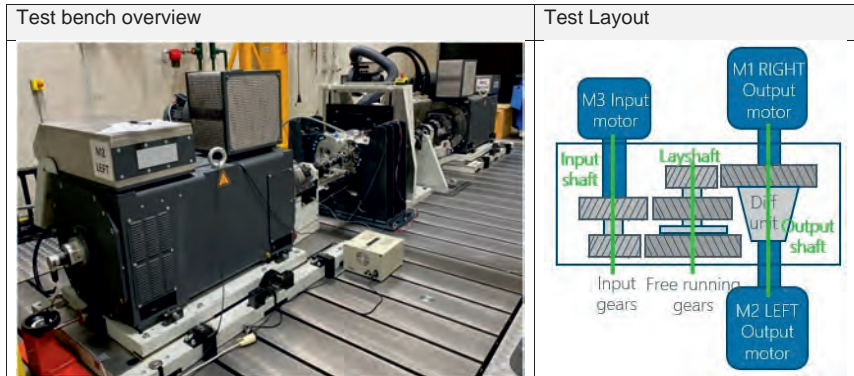 Test bench overview
Test Layout
M2
LEFT
M3 Input
motor
M1 RIGHT
Output
motor
Input
shaft
Layshaft
Diff
unit
Output
shaft
Input
gears
Free running
gears
M2 LEFT
Output
motor